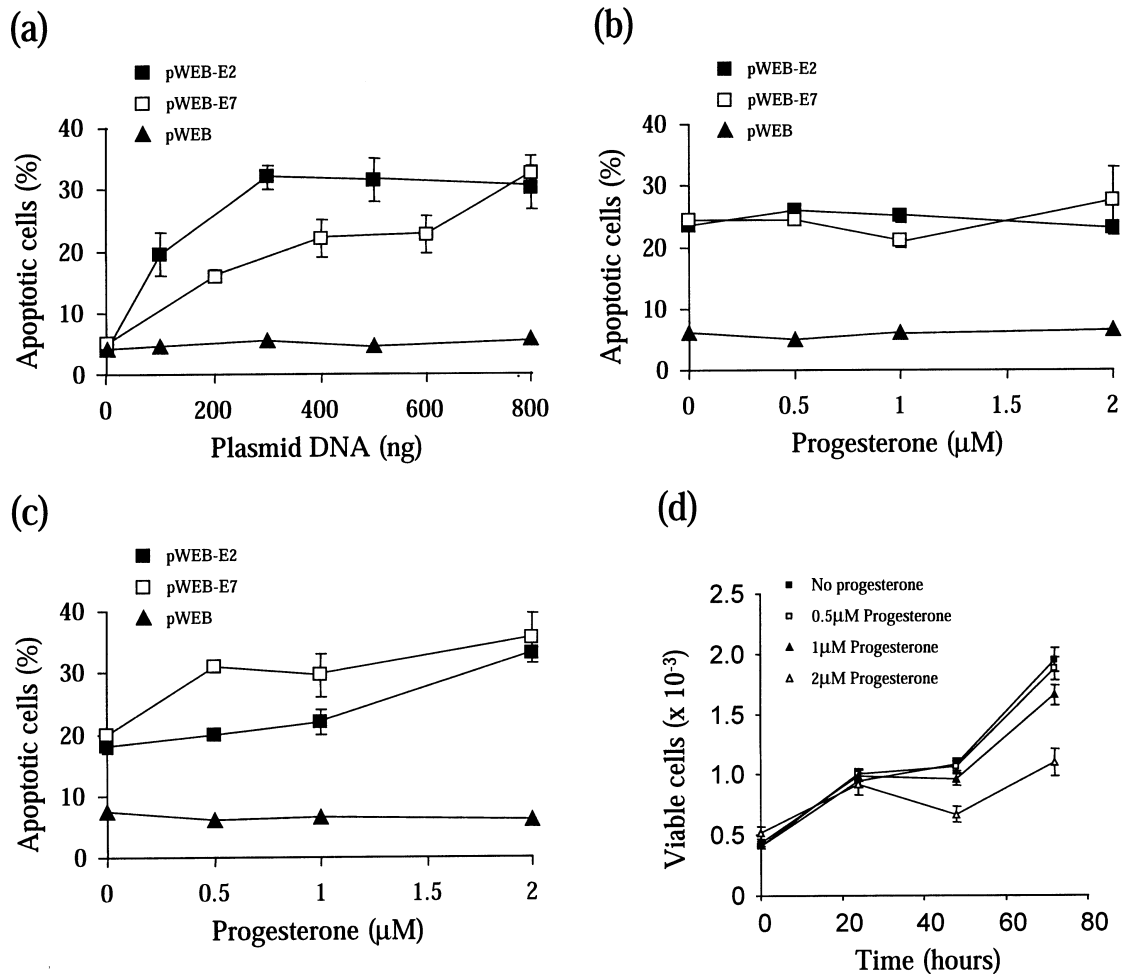 (a)
pWEB-E2
pWEB-E7
pWEB
40
30
20
10
0
Apoptotic cells (%)
0 200 400 600 800
Plasmid DNA (ng)
(b)
pWEB-E2
pWEB-E7
pWEB
40
30
20
10
0
Apoptotic cells (%)
0 0.5 1 1.5 2
Progesterone (µM)
(c)
pWEB-E2
pWEB-E7
pWEB
40
30
20
10
0
Apoptotic cells (%)
0 0.5 1 1.5 2
Progesterone (µM)
(d)
No progesterone
0.5µM Progesterone
1µM Progesterone
2µM Progesterone
2.5
2.0
1.5
1.0
0.5
0
Viable cells (x 10⁻³)
0 20 40 60 80
Time (hours)